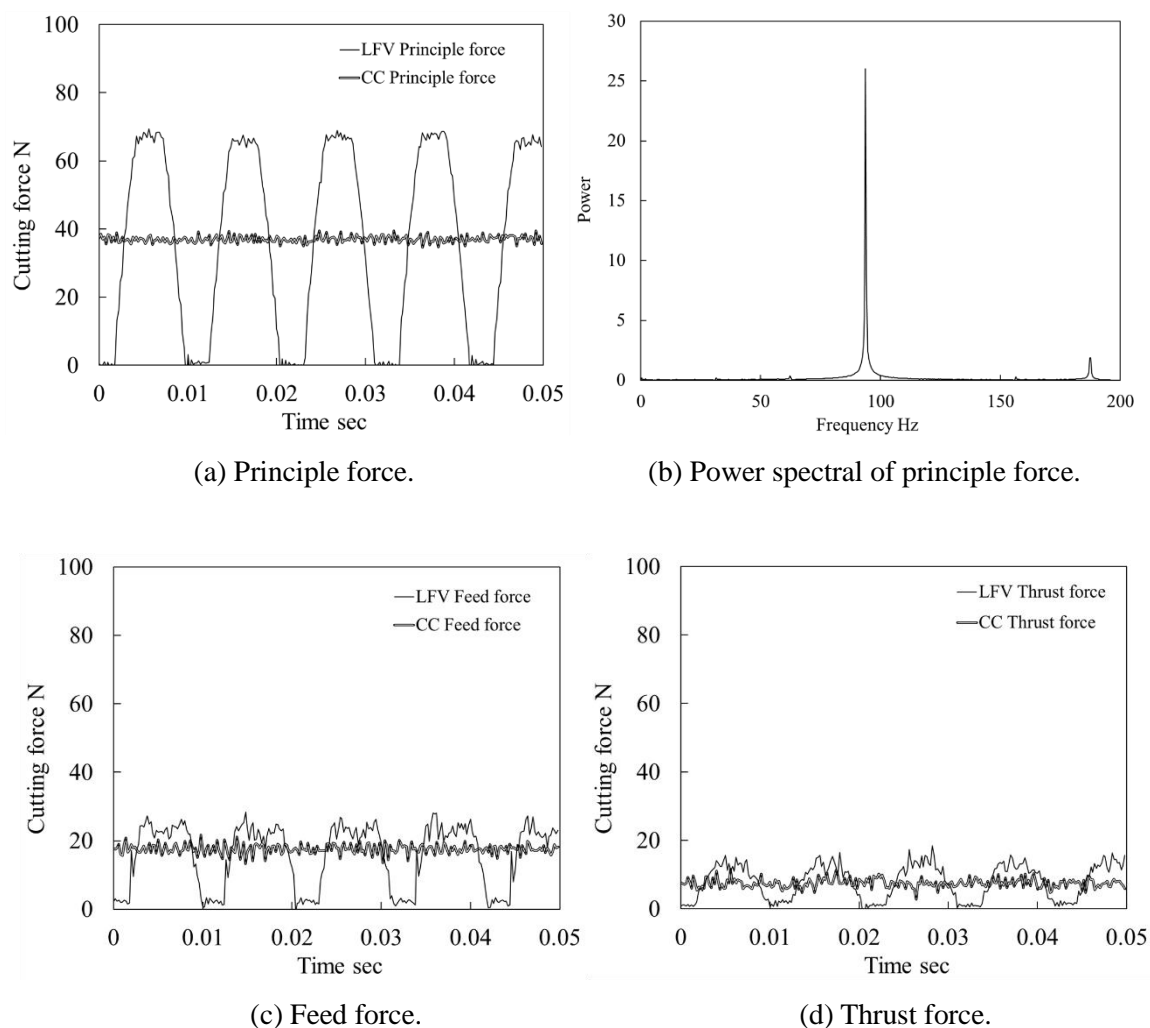 100
80
60
40
20
0
Cutting force N
LFV Principle force
CC Principle force
0 0.01 0.02 0.03 0.04 0.05
Time sec
(a) Principle force.
30
25
20
15
10
5
0
Power
0 50 100 150 200
Frequency Hz
(b) Power spectral of principle force.
100
80
60
40
20
0
Cutting force N
LFV Feed force
CC Feed force
0 0.01 0.02 0.03 0.04 0.05
Time sec
(c) Feed force.
100
80
60
40
20
0
Cutting force N
LFV Thrust force
CC Thrust force
0 0.01 0.02 0.03 0.04 0.05
Time sec
(d) Thrust force.